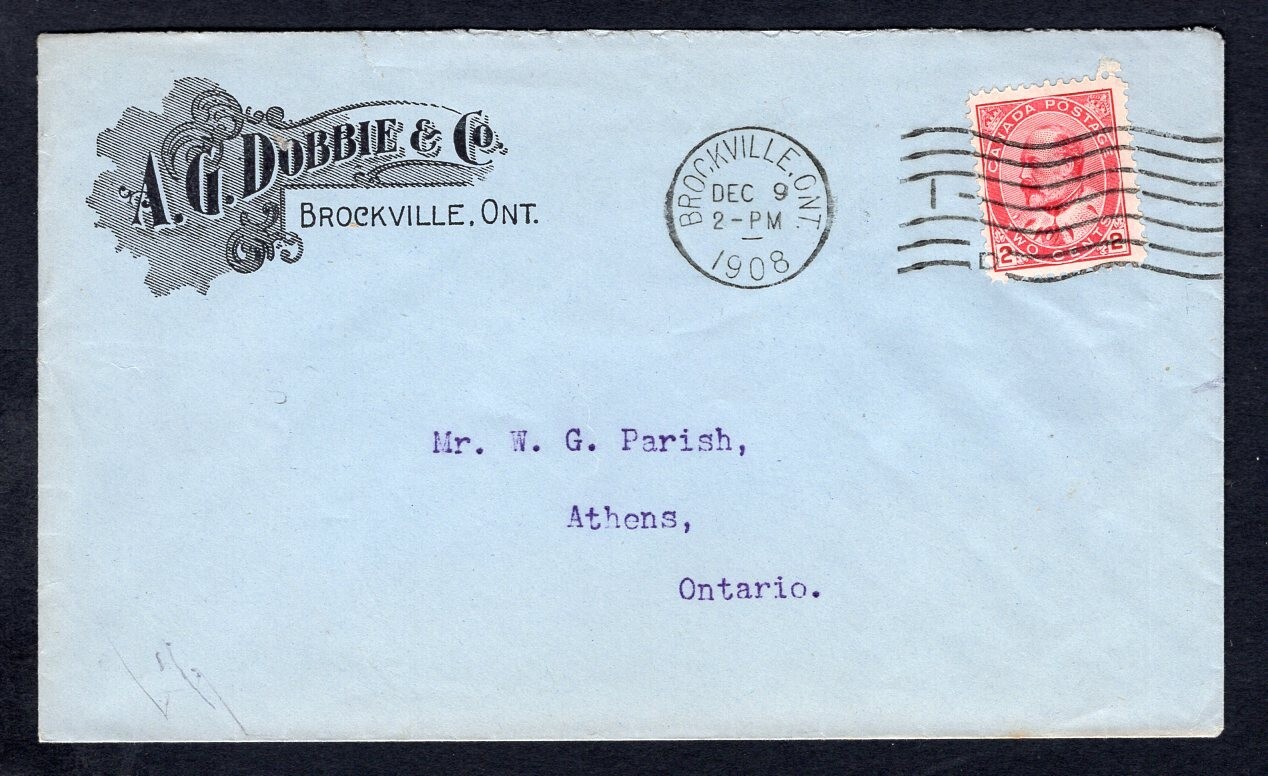 A. G. DOBBIE & Co.
BROCKVILLE, ONT.
BROCKVILLE, ONT.
DEC 9
2-PM
1908
CANADA POSTAGE
2 TWO CENTS 2
Mr. W. G. Parish,
Athens,
Ontario.